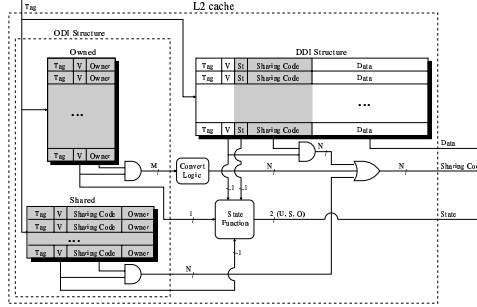 L2 cache
Tag
ODI Structure
Owned
DDI Structure
Tag V Owner
Tag V St Sharing Code Data
Tag V Owner
Tag V St Sharing Code Data
...
...
Tag V Owner
Tag V St Sharing Code Data
N
Data
M
Convert Logic
N
N
Sharing Code
Shared
~1 ~1
Tag V Sharing Code Owner
Tag V Sharing Code Owner
...
Tag V Sharing Code Owner
1
State Function
2 (U, S, O)
State
~1
N